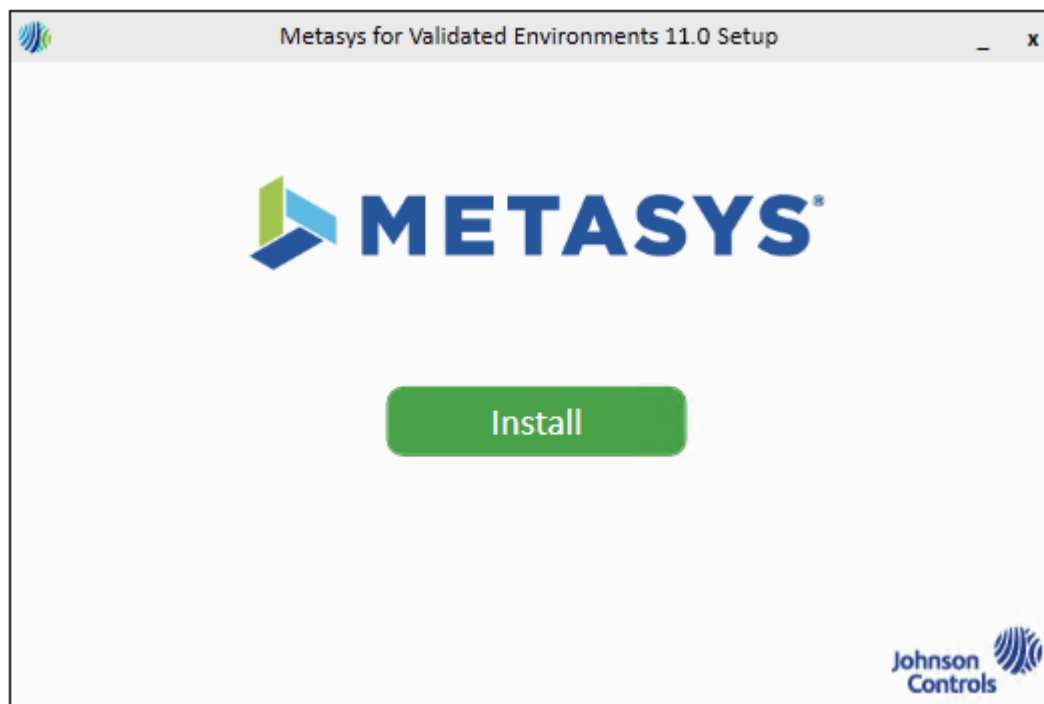 Metasys for Validated Environments 11.0 Setup _ x
METASYS®
Install
Johnson
Controls